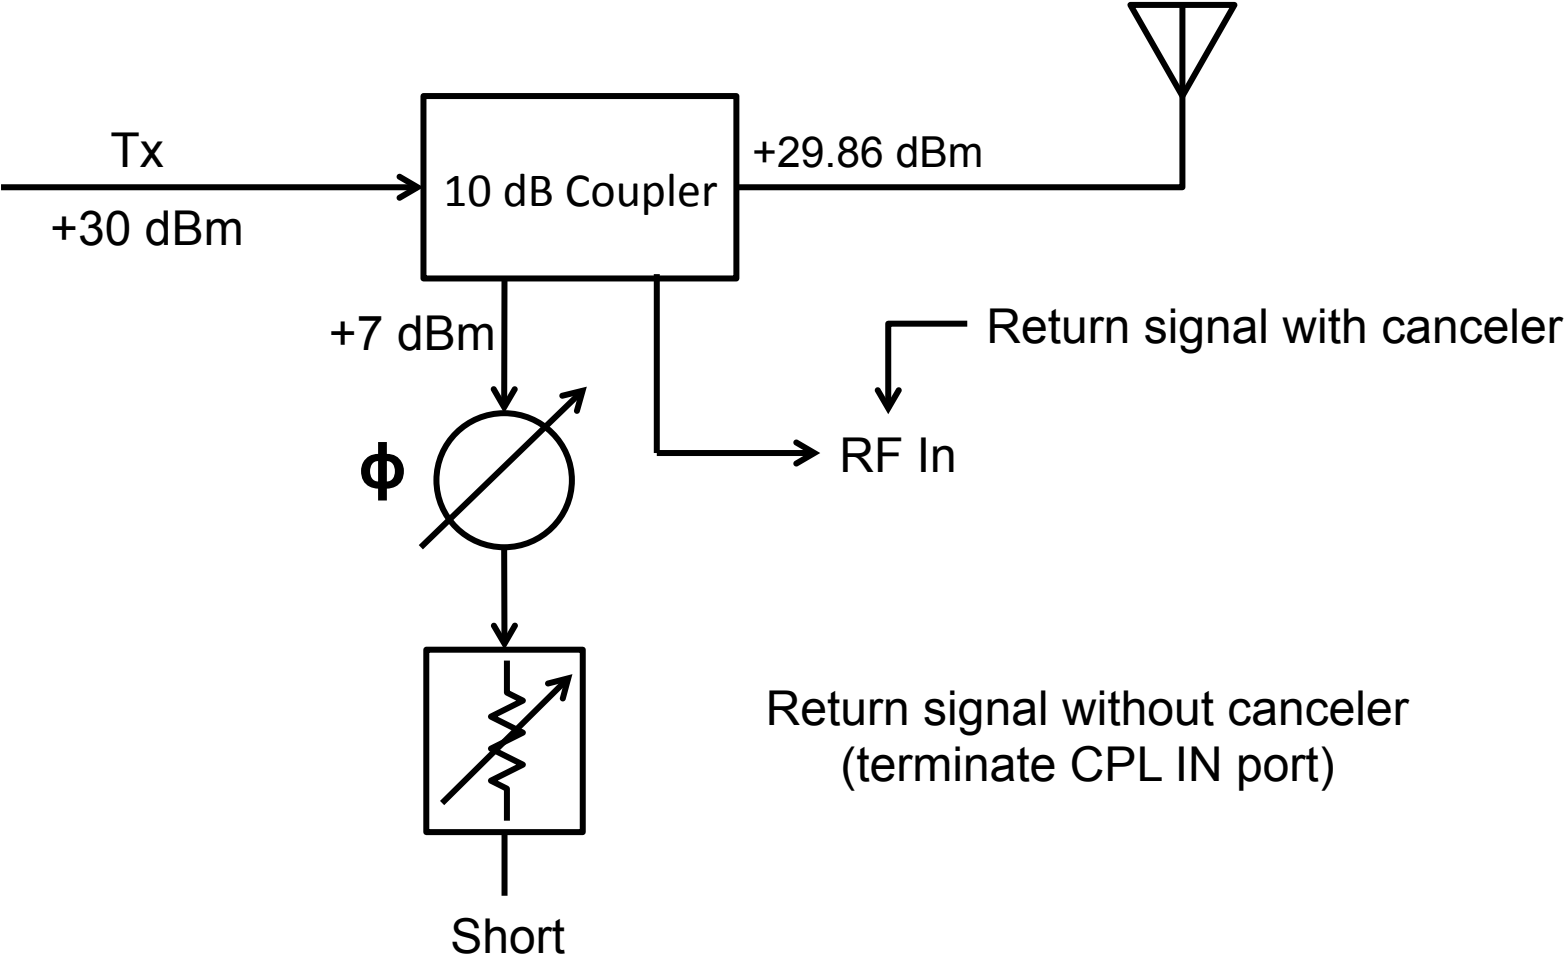 Tx
+29.86 dBm
10 dB Coupler
+30 dBm
+7 dBm
Return signal with canceler
RF In
ϕ
Return signal without canceler
(terminate CPL IN port)
Short